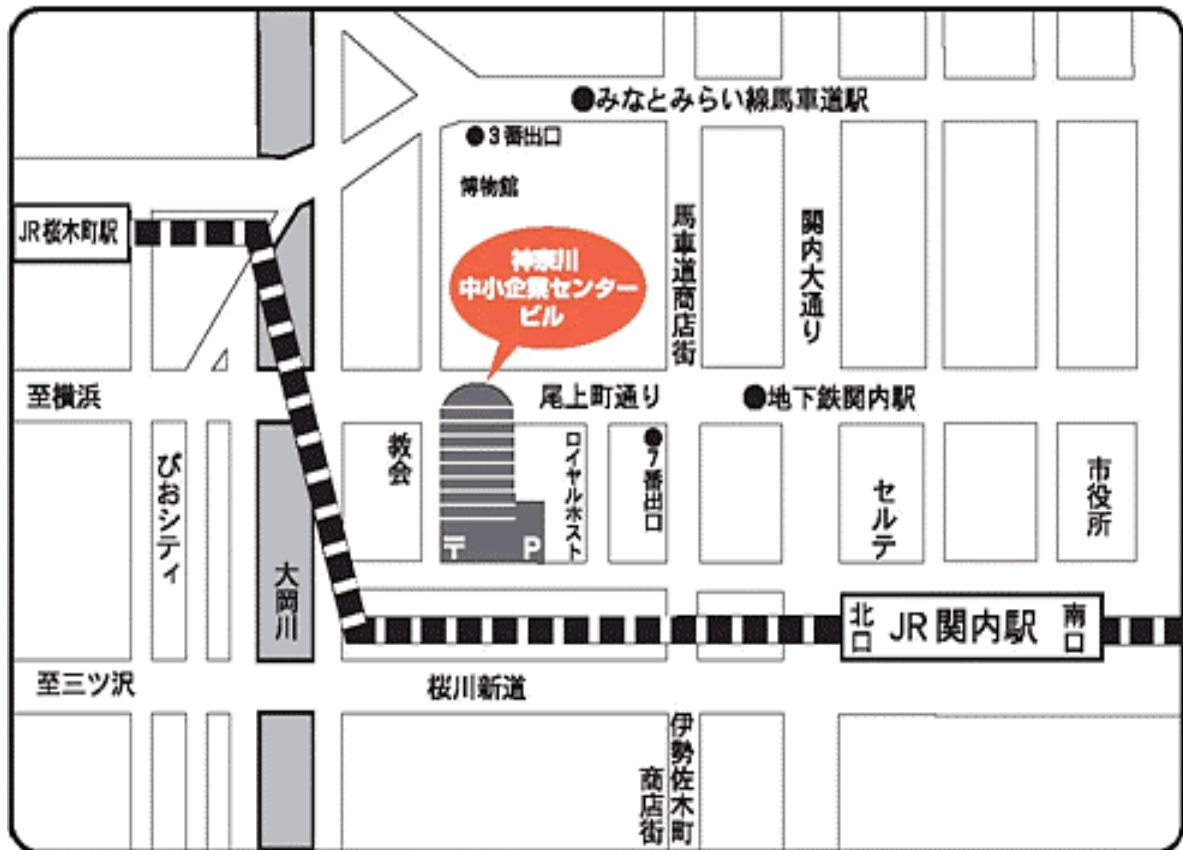 ●みなとみらい線馬車道駅
●3番出口
博物館
JR桜木町駅
神奈川
中小企業センター
ビル
馬車道商店街
関内大通り
至横浜
尾上町通り
●地下鉄関内駅
ぴおシティ
教会
ロイヤルホスト
●7番出口
セルテ
市役所
〒
P
大岡川
北口
JR関内駅
南口
至三ツ沢
桜川新道
伊勢佐木町
商店街